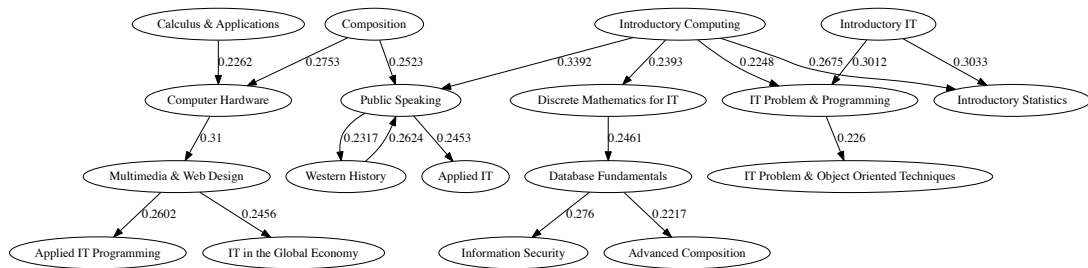 Calculus & Applications
Composition
Introductory Computing
Introductory IT
0.2262
0.2753
0.2523
0.3392
0.2393
0.2248
0.3012
0.2675
0.3033
Computer Hardware
Public Speaking
Discrete Mathematics for IT
IT Problem & Programming
Introductory Statistics
0.31
0.2317
0.2624
0.2453
0.2461
0.226
Multimedia & Web Design
Western History
Applied IT
Database Fundamentals
IT Problem & Object Oriented Techniques
0.2602
0.2456
0.276
0.2217
Applied IT Programming
IT in the Global Economy
Information Security
Advanced Composition